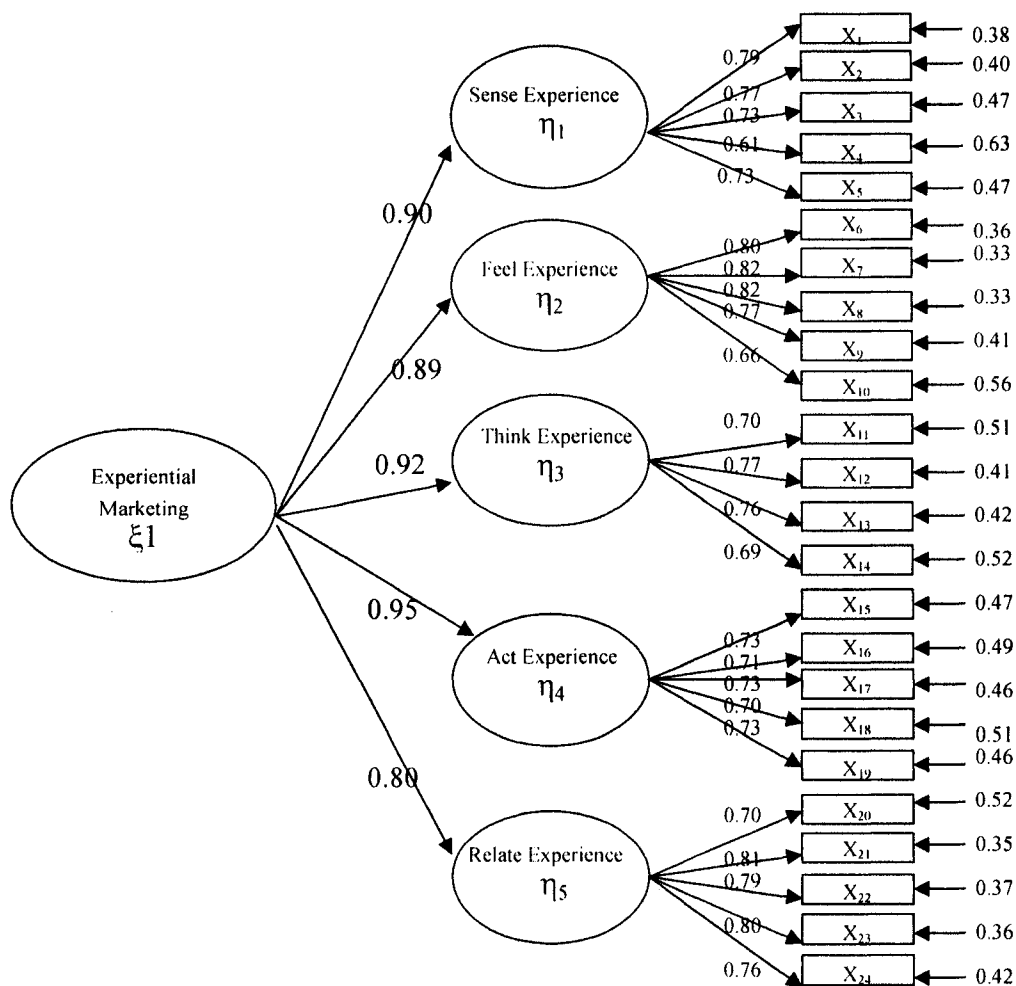 Experiential
Marketing
ξ1
0.90
0.89
0.92
0.95
0.80
Sense Experience
η1
0.79
0.77
0.73
0.61
0.73
X1
0.38
X2
0.40
X3
0.47
X4
0.63
X5
0.47
Feel Experience
η2
0.80
0.82
0.82
0.77
0.66
X6
0.36
X7
0.33
X8
0.33
X9
0.41
X10
0.56
Think Experience
η3
0.70
0.77
0.76
0.69
X11
0.51
X12
0.41
X13
0.42
X14
0.52
Act Experience
η4
0.73
0.71
0.73
0.70
0.73
X15
0.47
X16
0.49
X17
0.46
X18
0.51
X19
0.46
Relate Experience
η5
0.70
0.81
0.79
0.80
0.76
X20
0.52
X21
0.35
X22
0.37
X23
0.36
X24
0.42